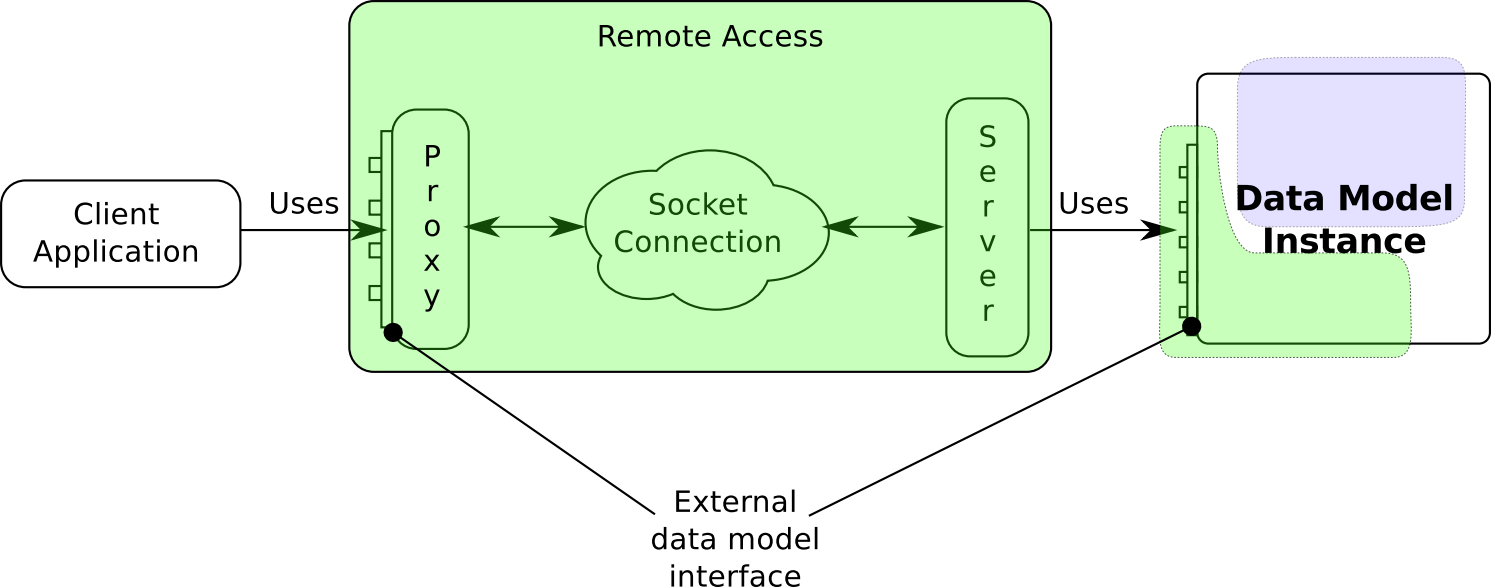 Remote Access
Client
Application
Uses
P
r
o
x
y
Socket
Connection
S
e
r
v
e
r
Uses
Data Model
Instance
External
data model
interface